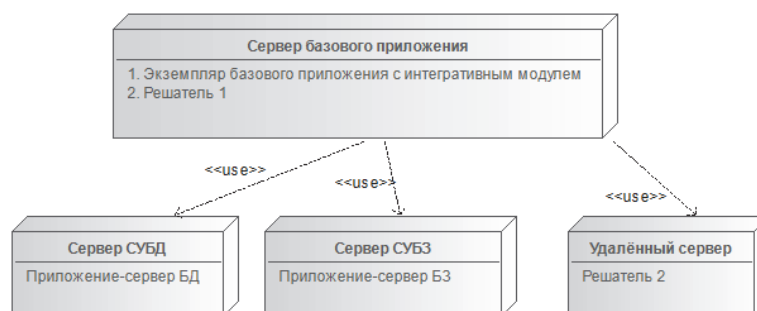 Сервер базового приложения
1. Экземпляр базового приложения с интегративным модулем
2. Решатель 1
<<use>>
<<use>>
<<use>>
Сервер СУБД
Приложение-сервер БД
Сервер СУБЗ
Приложение-сервер БЗ
Удалённый сервер
Решатель 2